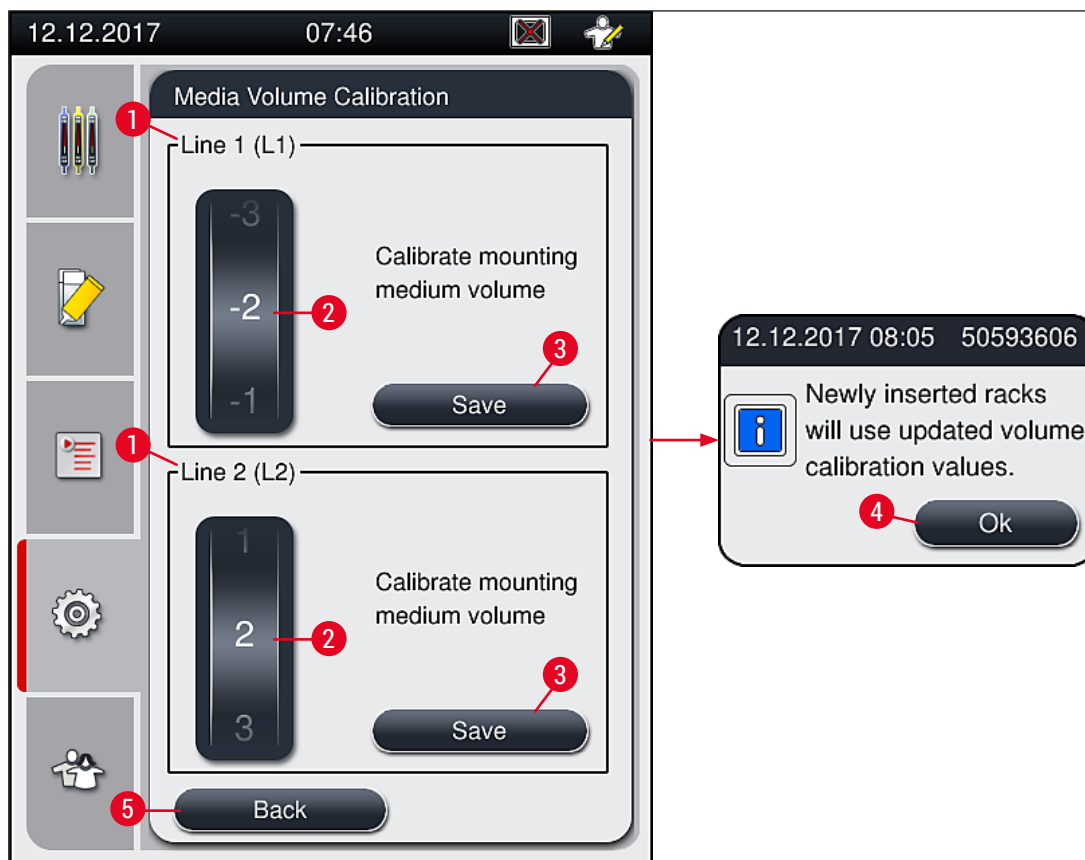 12.12.2017 07:46
Media Volume Calibration
1
Line 1 (L1)
-3
-2
-1
2
Calibrate mounting
medium volume
3
Save
1
Line 2 (L2)
1
2
3
2
Calibrate mounting
medium volume
3
Save
5
Back
12.12.2017 08:05 50593606
Newly inserted racks
will use updated volume
calibration values.
4
Ok